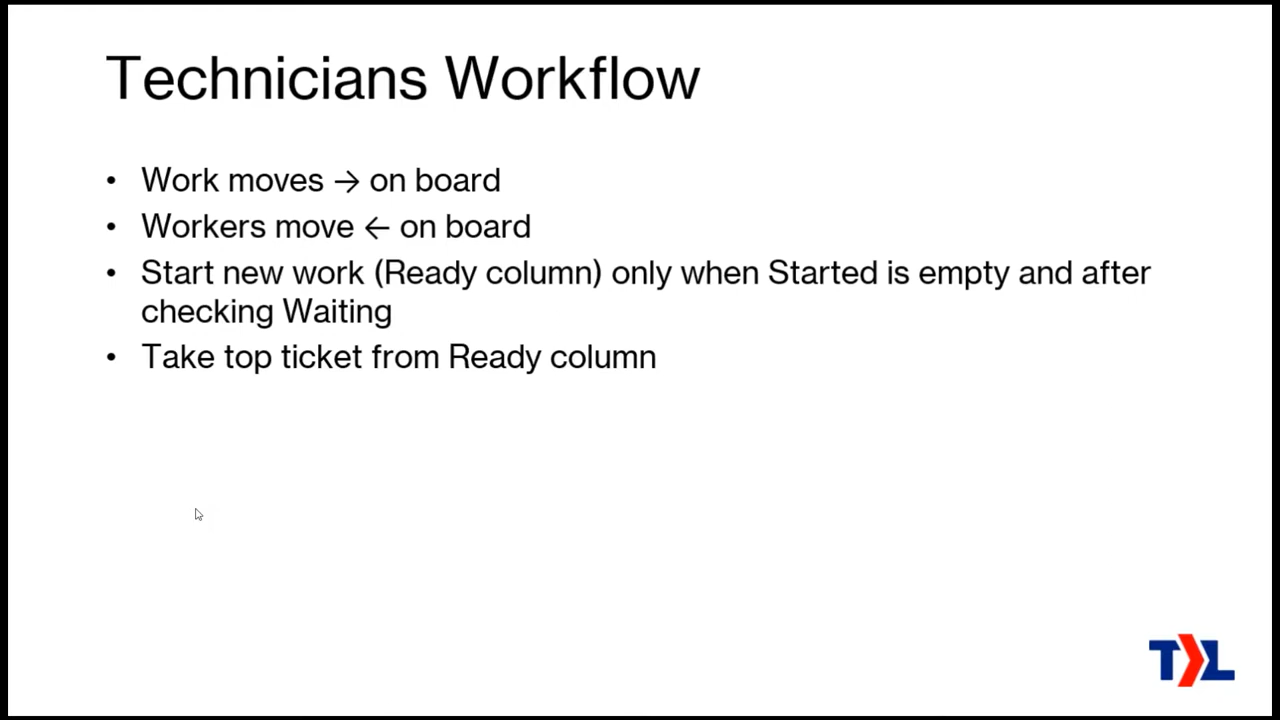 Technicians Workflow
• Work moves → on board
• Workers move ← on board
• Start new work (Ready column) only when Started is empty and after
checking Waiting
• Take top ticket from Ready column
T❯L